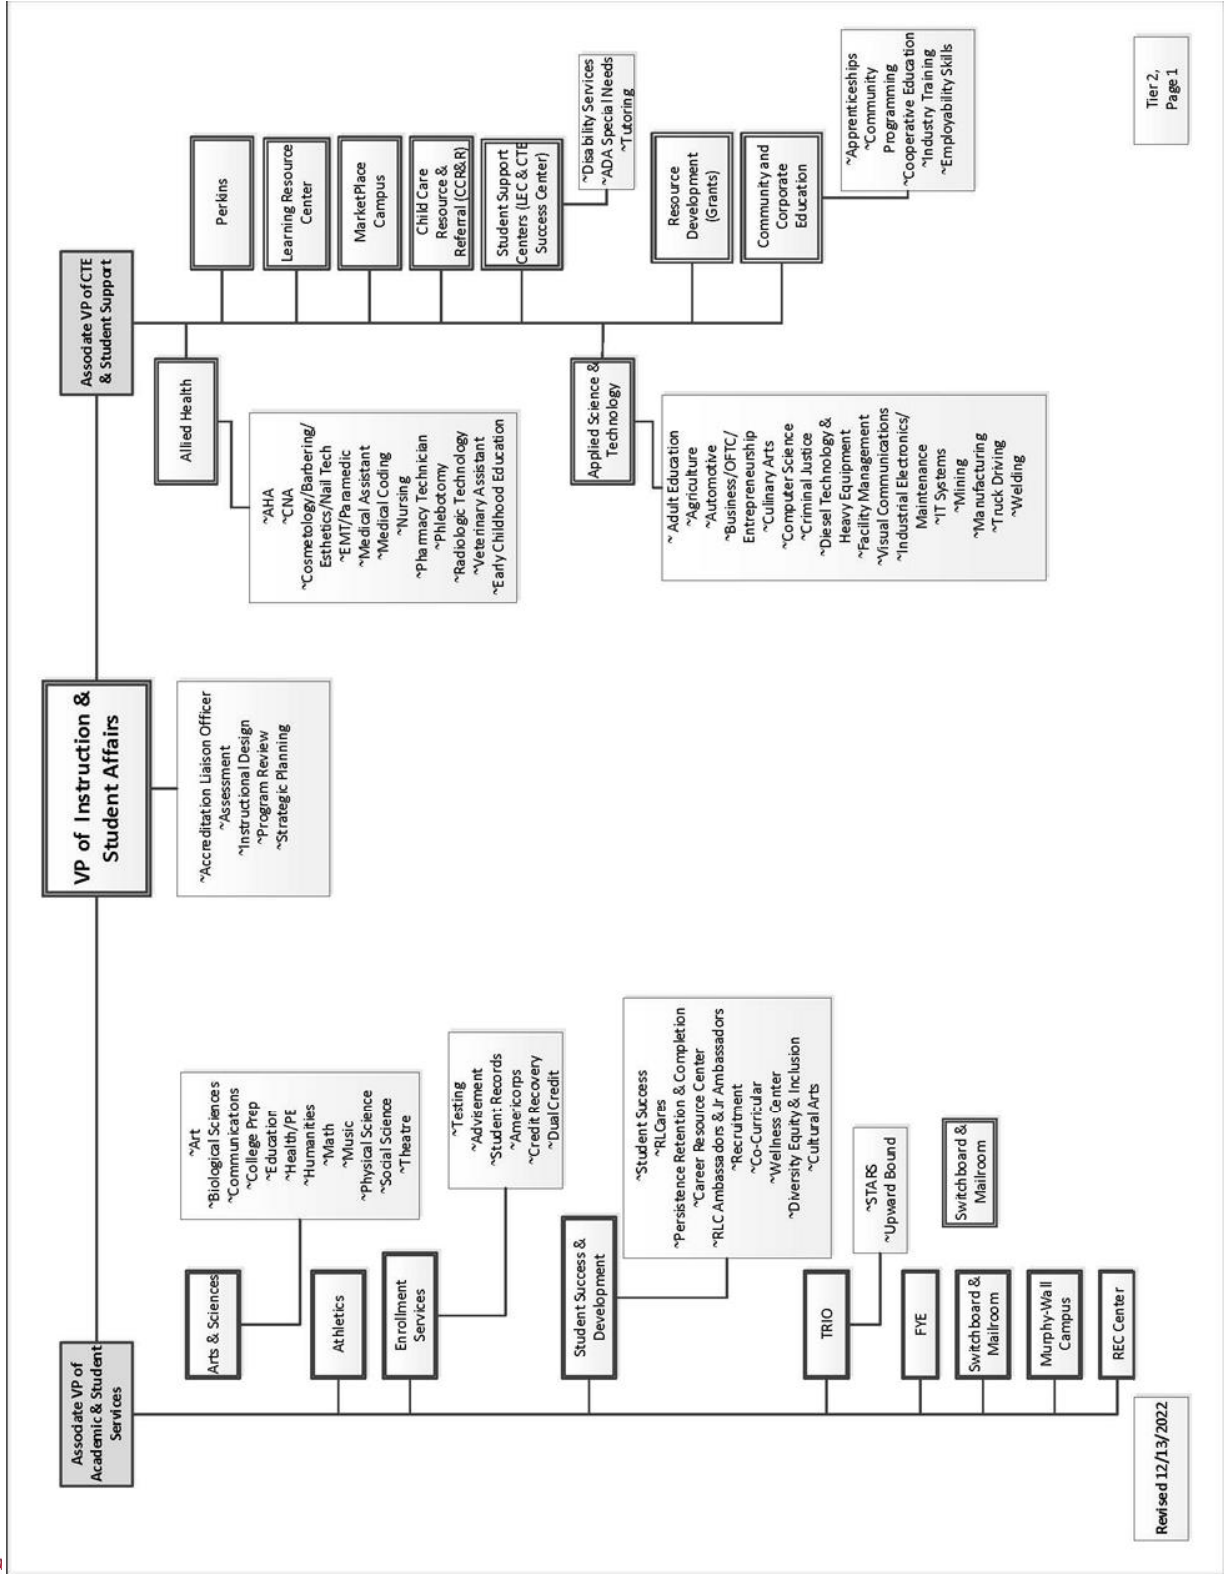 VP of Instruction &
Student Affairs
~Accreditation Liaison Officer
~Assessment
~Instructional Design
~Program Review
~Strategic Planning
Assodate VP of
Academic & Student
Services
Arts & Sciences
~Art
~Biological Sciences
~Communications
~College Prep
~Education
~Health/PE
~Humanities
~Math
~Music
~Physical Science
~Social Science
~Theatre
Athletics
Enrollment
Services
~Testing
~Advisement
~Student Records
~Americorps
~Credit Recovery
~Dual Credit
Student Success &
Development
~Student Success
~RLCares
~Persistence Retention & Completion
~Career Resource Center
~RLC Ambassadors & Jr Ambassadors
~Recruitment
~Co-Curricular
~Wellness Center
~Diversity Equity & Inclusion
~Cultural Arts
TRIO
~STARS
~Upward Bound
FYE
Switchboard &
Mailroom
Switchboard &
Mailroom
Murphy-Wall
Campus
REC Center
Assodate VP of CTE
& Student Support
Allied Health
~AHA
~CNA
~Cosmetology/Barbering/
Esthetics/Nail Tech
~EMT/Paramedic
~Medical Assistant
~Medical Coding
~Nursing
~Pharmacy Technician
~Phlebotomy
~Radiologic Technology
~Veterinary Assistant
~Early Childhood Education
Perkins
Learning Resource
Center
MarketPlace
Campus
Child Care
Resource &
Referral (CCR&R)
Student Support
Centers (LEC & CTE
Success Center)
~Disability Services
~ADA Special Needs
~Tutoring
Applied Science &
Technology
~Adult Education
~Agriculture
~Automotive
~Business/OFTC/
Entrepreneurship
~Culinary Arts
~Computer Science
~Criminal Justice
~Diesel Technology &
Heavy Equipment
~Facility Management
~Visual Communications
~Industrial Electronics/
Maintenance
~IT Systems
~Mining
~Manufacturing
~Truck Driving
~Welding
Resource
Development
(Grants)
Community and
Corporate
Education
~Apprenticeships
~Community
Programming
~Cooperative Education
~Industry Training
~Employability Skills
Revised 12/13/2022
Tier 2,
Page 1